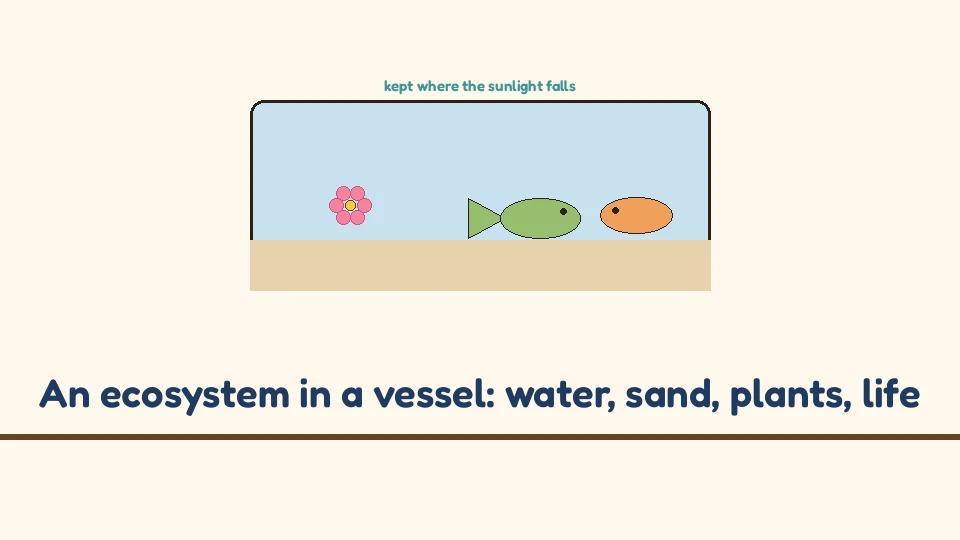 kept where the sunlight falls
An ecosystem in a vessel: water, sand, plants, life